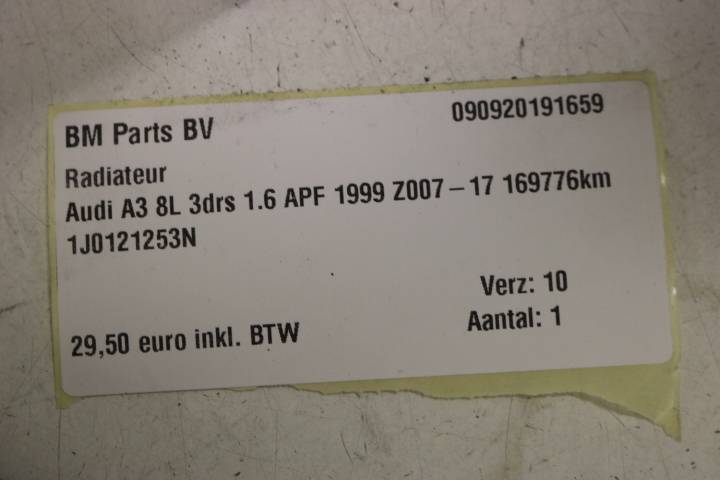 BM Parts BV
090920191659
Radiateur
Audi A3 8L 3drs 1.6 APF 1999 Z007-17 169776km
1J0121253N
Verz: 10
29,50 euro inkl. BTW
Aantal: 1